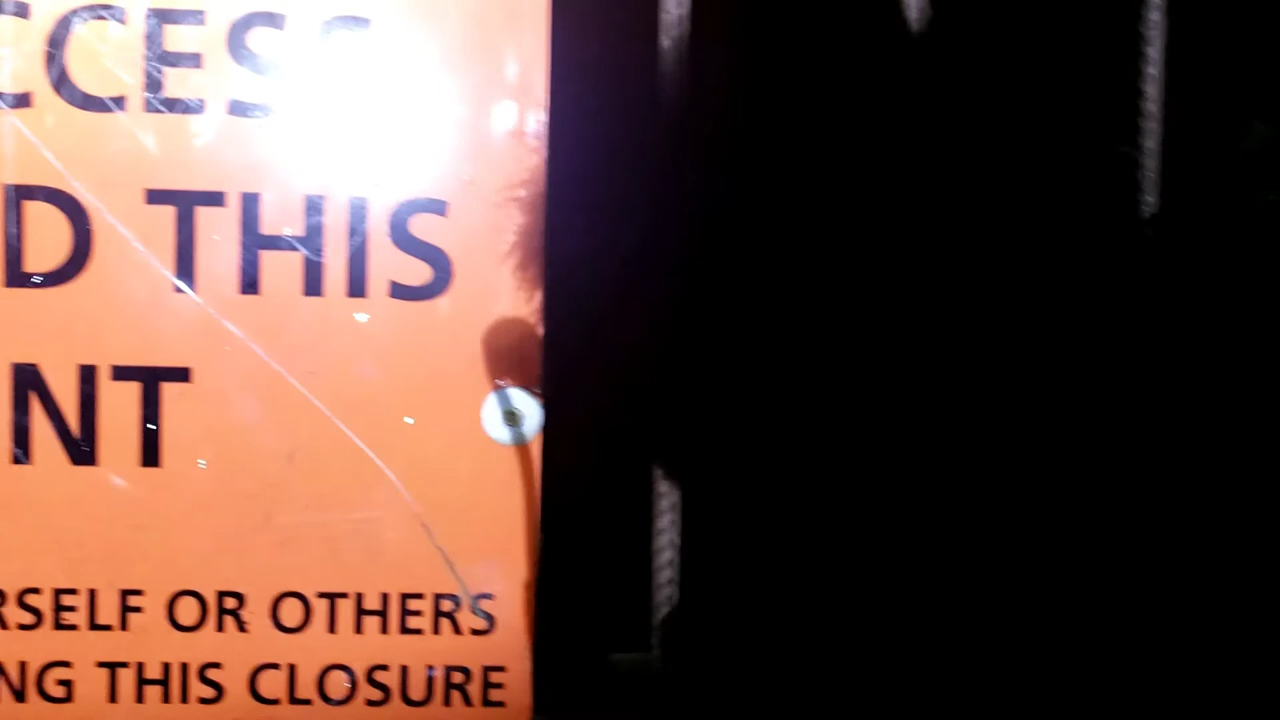 CCESS
D THIS
NT
RSELF OR OTHERS
NG THIS CLOSURE